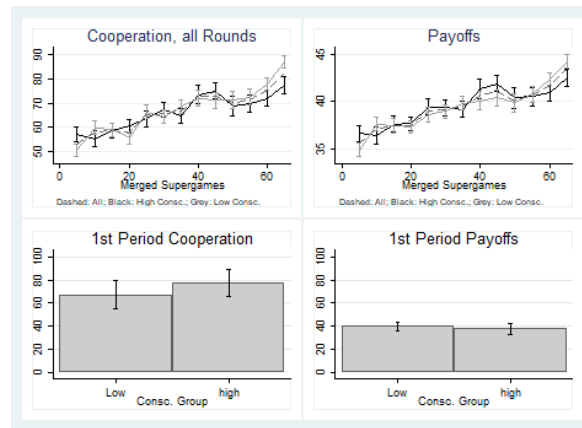 Cooperation, all Rounds
90
80
70
60
50
0
20
40
60
Merged Supergames
Dashed: All; Black: High Consc.; Grey: Low Consc.
Payoffs
45
40
35
0
20
40
60
Merged Supergames
Dashed: All; Black: High Consc.; Grey: Low Consc.
1st Period Cooperation
100
80
60
40
20
0
Low
high
Consc. Group
1st Period Payoffs
100
80
60
40
20
0
Low
high
Consc. Group